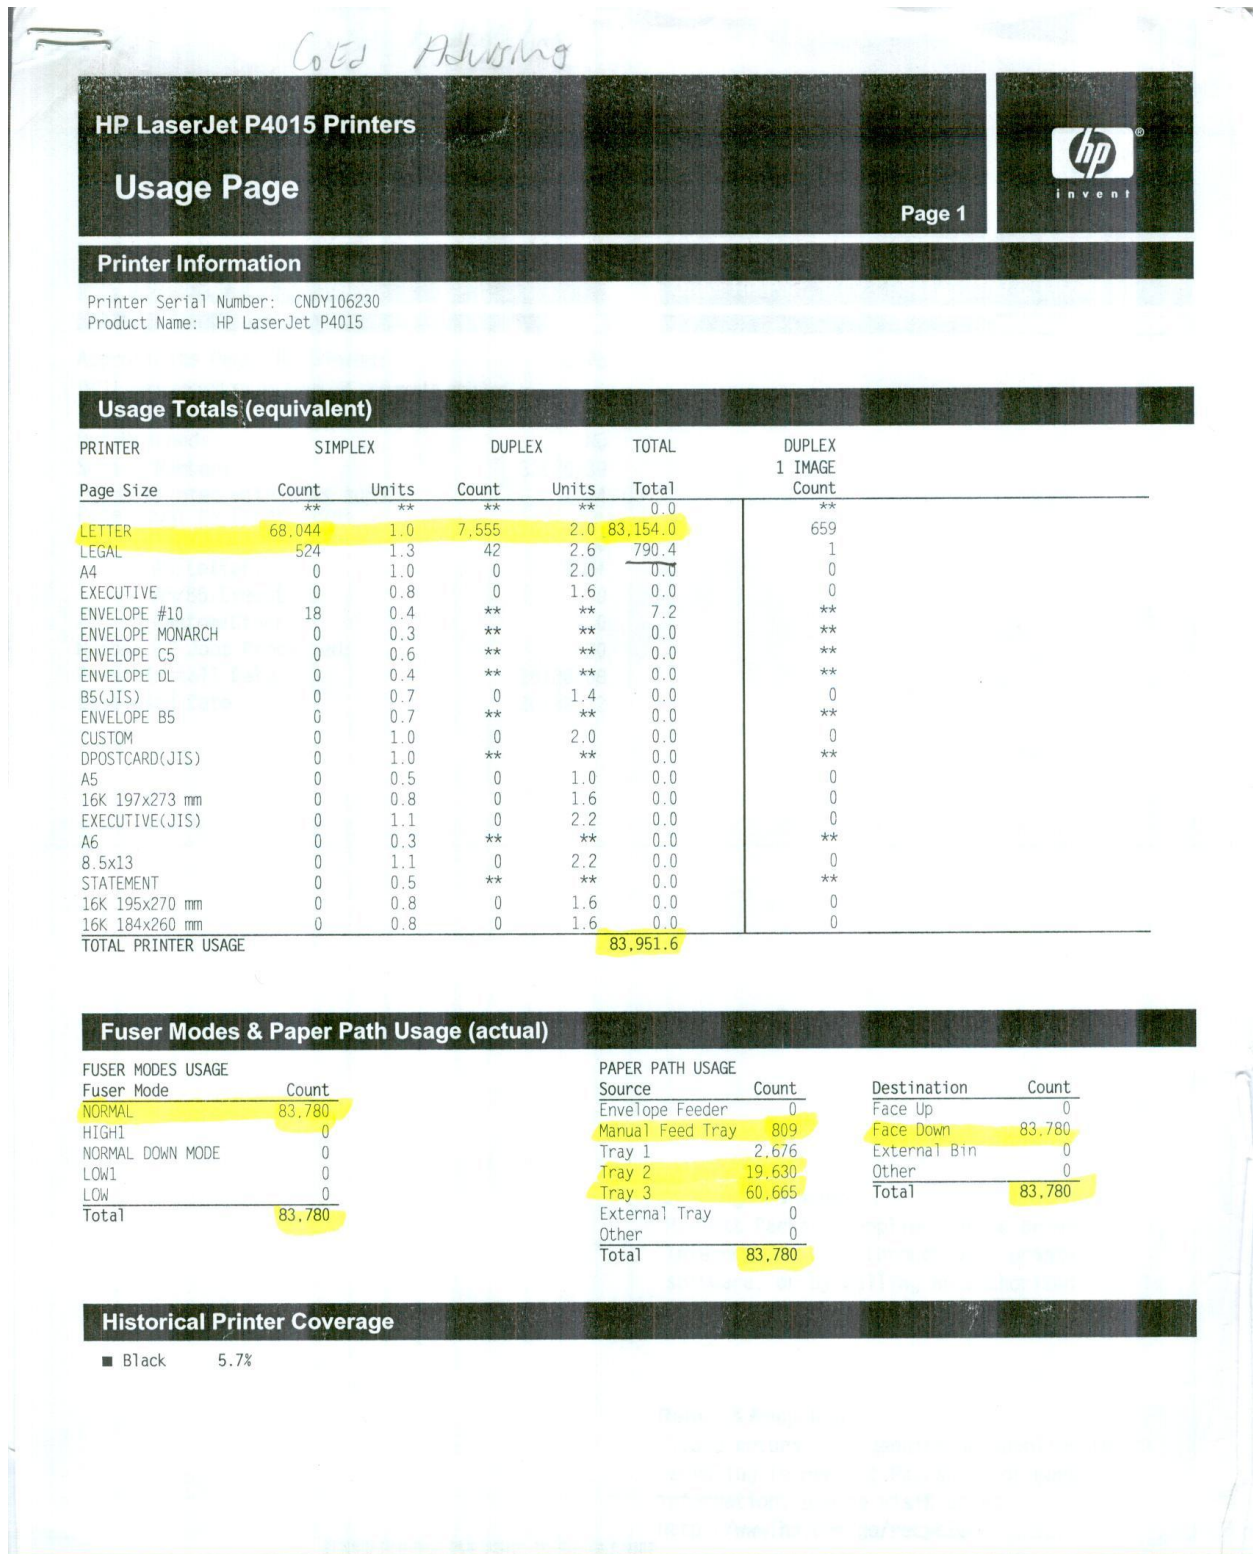 CoEd Advising
HP LaserJet P4015 Printers
Usage Page
Page 1
hp ®
invent
Printer Information
Printer Serial Number: CNDY106230
Product Name: HP LaserJet P4015
Usage Totals (equivalent)
PRINTER SIMPLEX DUPLEX TOTAL DUPLEX
1 IMAGE
Page Size Count Units Count Units Total Count
** ** ** ** 0.0 **
LETTER 68,044 1.0 7,555 2.0 83,154.0 659
LEGAL 524 1.3 42 2.6 790.4 1
A4 0 1.0 0 2.0 0.0 0
EXECUTIVE 0 0.8 0 1.6 0.0 0
ENVELOPE #10 18 0.4 ** ** 7.2 **
ENVELOPE MONARCH 0 0.3 ** ** 0.0 **
ENVELOPE C5 0 0.6 ** ** 0.0 **
ENVELOPE DL 0 0.4 ** ** 0.0 **
B5(JIS) 0 0.7 0 1.4 0.0 0
ENVELOPE B5 0 0.7 ** ** 0.0 **
CUSTOM 0 1.0 0 2.0 0.0 0
DPOSTCARD(JIS) 0 1.0 ** ** 0.0 **
A5 0 0.5 0 1.0 0.0 0
16K 197x273 mm 0 0.8 0 1.6 0.0 0
EXECUTIVE(JIS) 0 1.1 0 2.2 0.0 0
A6 0 0.3 ** ** 0.0 **
8.5x13 0 1.1 0 2.2 0.0 0
STATEMENT 0 0.5 ** ** 0.0 **
16K 195x270 mm 0 0.8 0 1.6 0.0 0
16K 184x260 mm 0 0.8 0 1.6 0.0 0
TOTAL PRINTER USAGE 83,951.6
Fuser Modes & Paper Path Usage (actual)
FUSER MODES USAGE
Fuser Mode Count
NORMAL 83,780
HIGH1 0
NORMAL DOWN MODE 0
LOW1 0
LOW 0
Total 83,780
PAPER PATH USAGE
Source Count
Envelope Feeder 0
Manual Feed Tray 809
Tray 1 2,676
Tray 2 19,630
Tray 3 60,665
External Tray 0
Other 0
Total 83,780
Destination Count
Face Up 0
Face Down 83,780
External Bin 0
Other 0
Total 83,780
Historical Printer Coverage
■ Black 5.7%